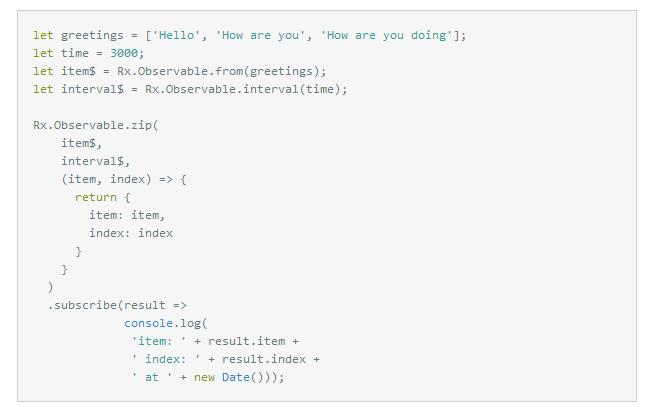 let greetings = ['Hello', 'How are you', 'How are you doing'];
let time = 3000;
let item$ = Rx.Observable.from(greetings);
let interval$ = Rx.Observable.interval(time);

Rx.Observable.zip(
    item$,
    interval$,
    (item, index) => {
      return {
        item: item,
        index: index
      }
    }
  )
  .subscribe(result =>
             console.log(
              'item: ' + result.item +
              ' index: ' + result.index +
              ' at ' + new Date()));